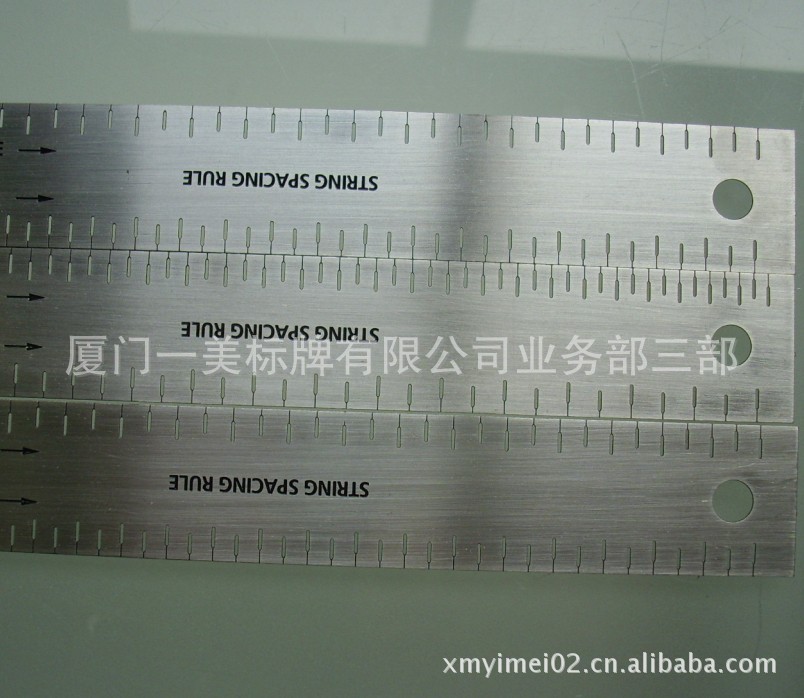 STRING SPACING RULE
STRING SPACING RULE
厦门一美标牌有限公司业务部三部
STRING SPACING RULE
xmyimei02.cn.alibaba.com